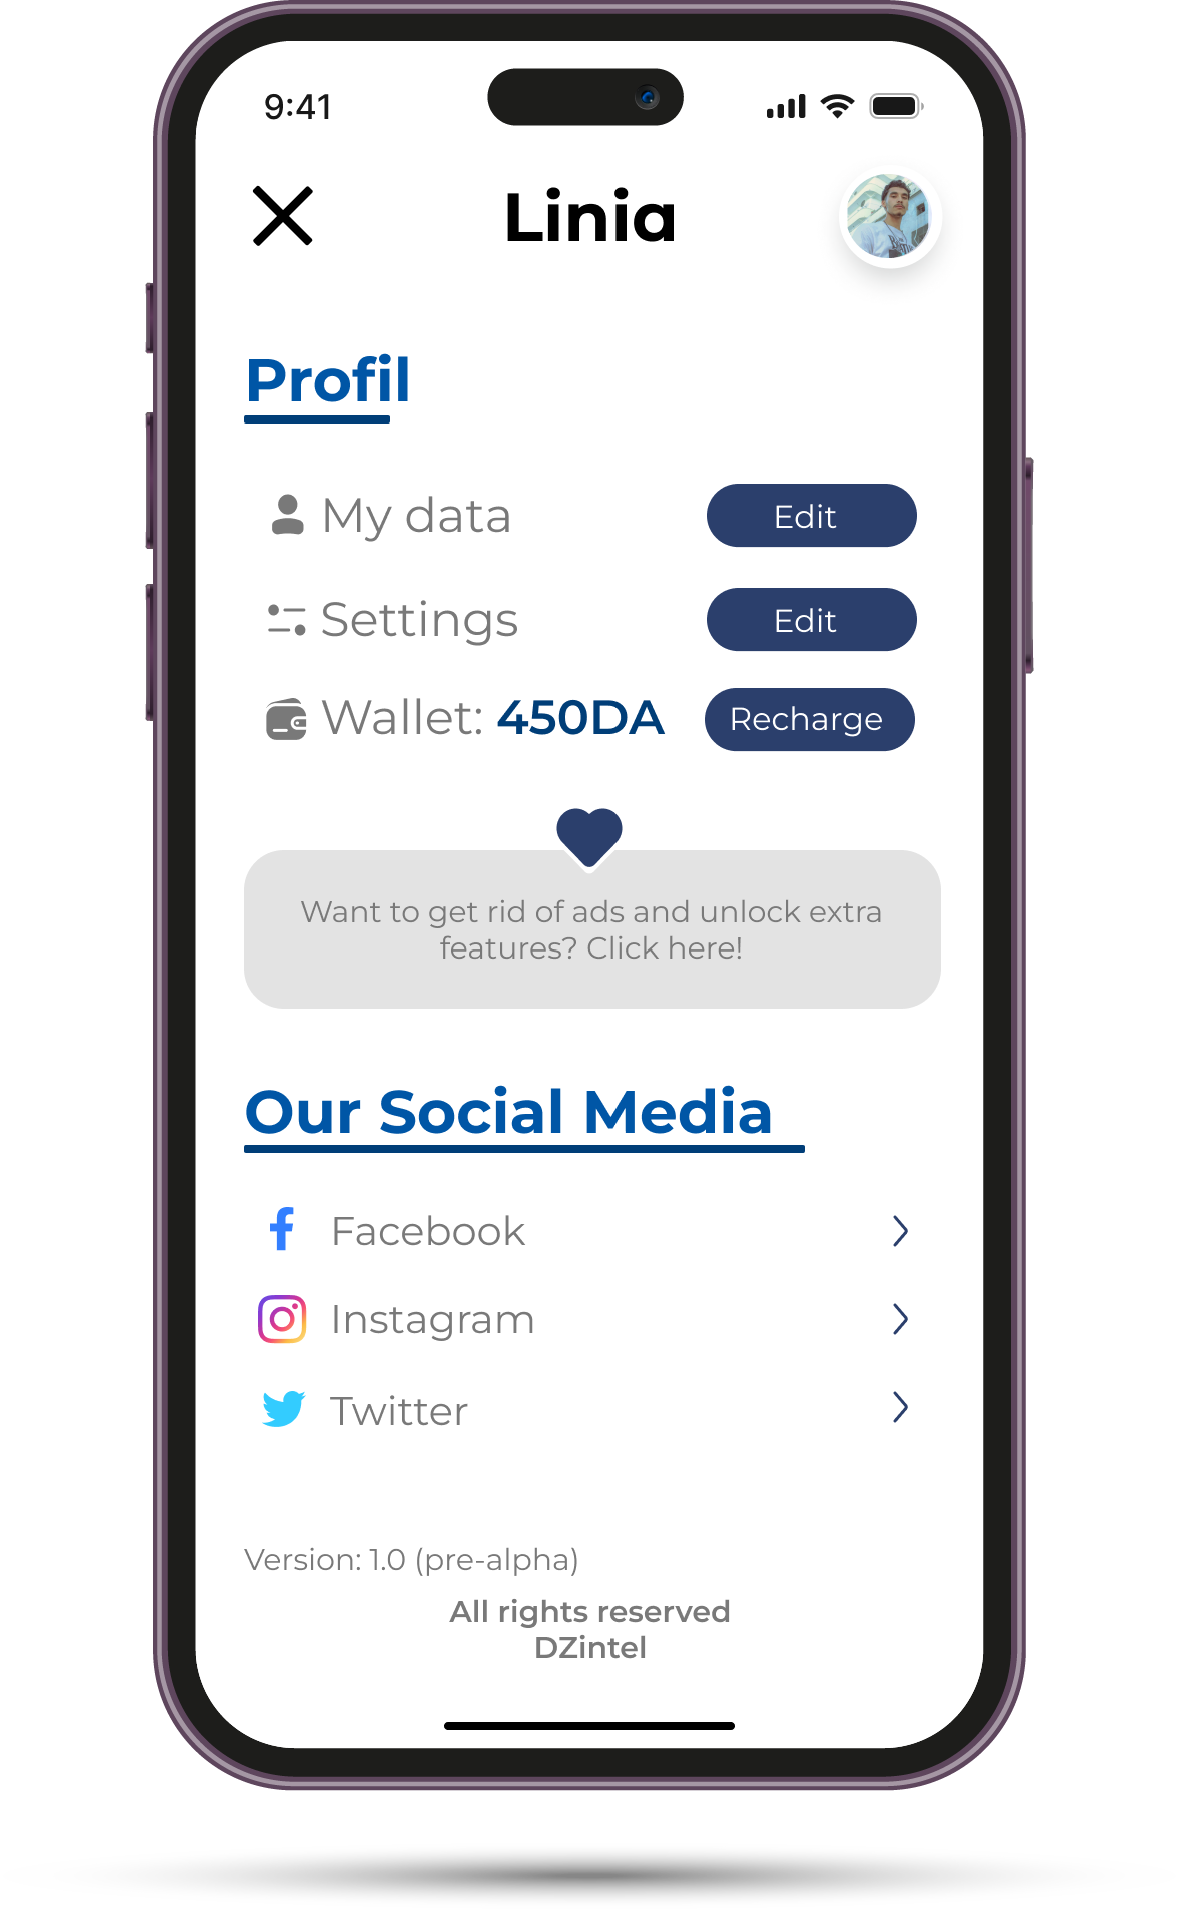 9:41
Linia
Profil
My data
Edit
Settings
Edit
Wallet: 450DA
Recharge
Want to get rid of ads and unlock extra
features? Click here!
Our Social Media
Facebook
Instagram
Twitter
Version: 1.0 (pre-alpha)
All rights reserved
DZintel